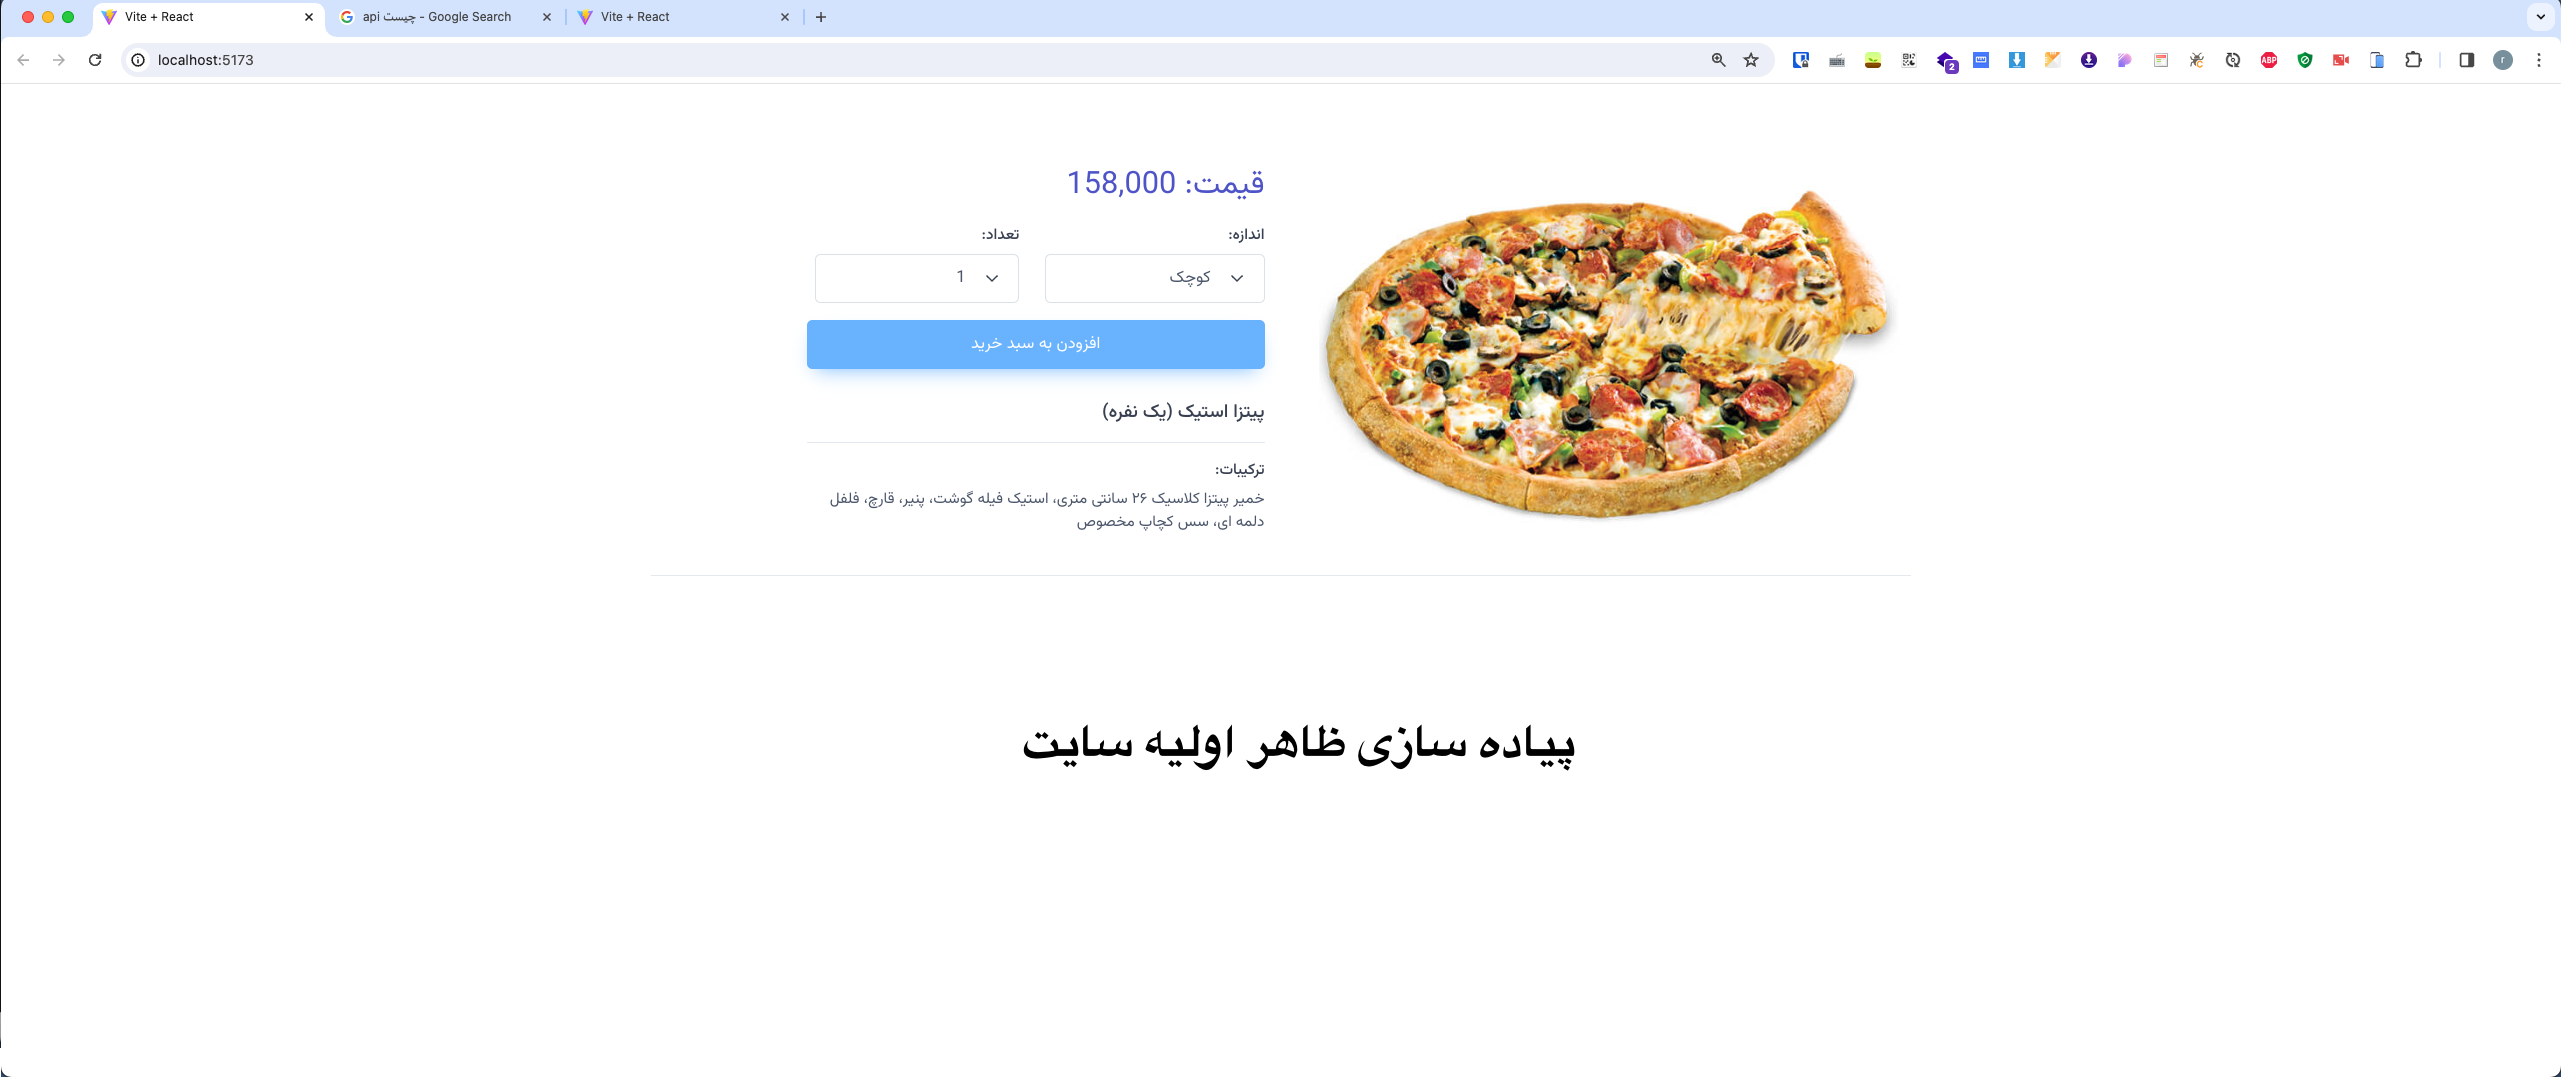 Vite + React
api چیست - Google Search
Vite + React
localhost:5173
2
ABP
r
قیمت: 158,000
اندازه:
تعداد:
کوچک
1
افزودن به سبد خرید
پیتزا استیک (یک نفره)
ترکیبات:
خمیر پیتزا کلاسیک ۲۶ سانتی متری، استیک فیله گوشت، پنیر، قارچ، فلفل
دلمه ای، سس کچاپ مخصوص
پیاده سازی ظاهر اولیه سایت